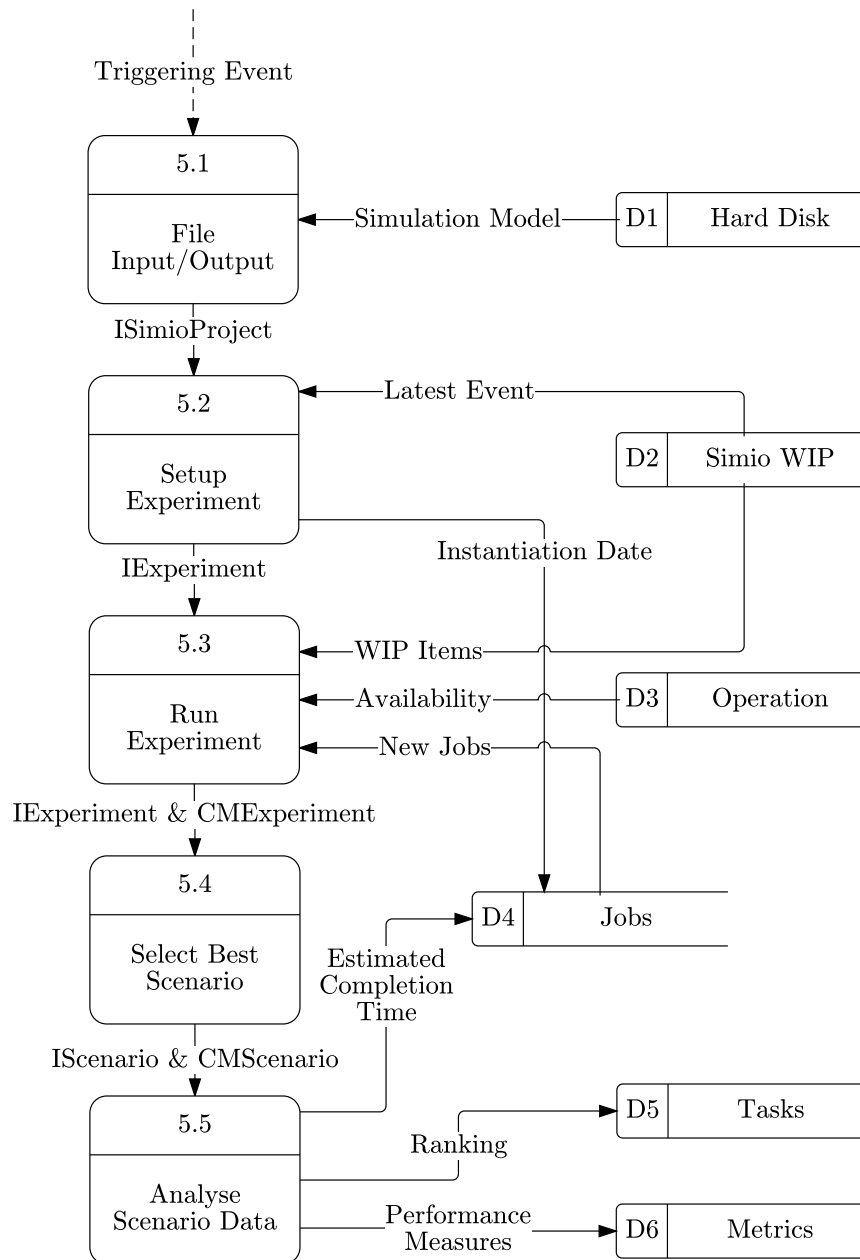 Triggering Event
5.1
File
Input/Output
Simulation Model
D1
Hard Disk
ISimioProject
5.2
Setup
Experiment
Latest Event
D2
Simio WIP
Instantiation Date
IExperiment
5.3
Run
Experiment
WIP Items
Availability
D3
Operation
New Jobs
IExperiment & CMExperiment
5.4
Select Best
Scenario
D4
Jobs
Estimated
Completion
Time
IScenario & CMScenario
5.5
Analyse
Scenario Data
D5
Tasks
Ranking
Performance
Measures
D6
Metrics